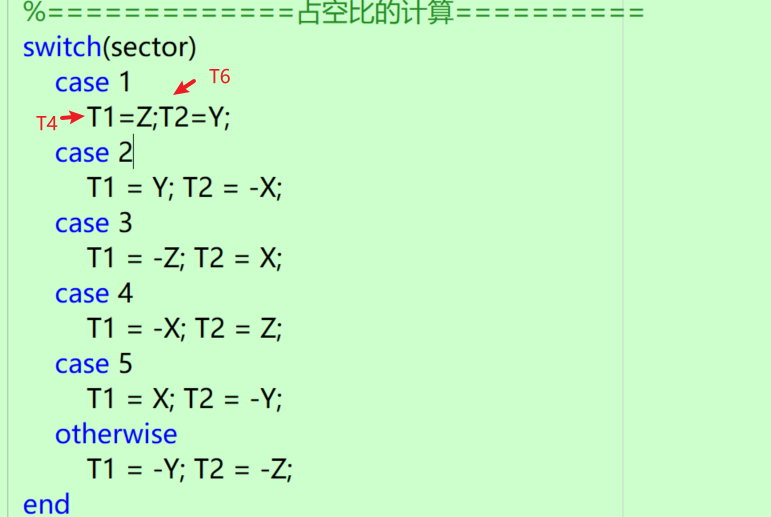 %=============占空比的计算==========
switch(sector)
case 1
T6
T4 T1=Z;T2=Y;
case 2
T1 = Y; T2 = -X;
case 3
T1 = -Z; T2 = X;
case 4
T1 = -X; T2 = Z;
case 5
T1 = X; T2 = -Y;
otherwise
T1 = -Y; T2 = -Z;
end